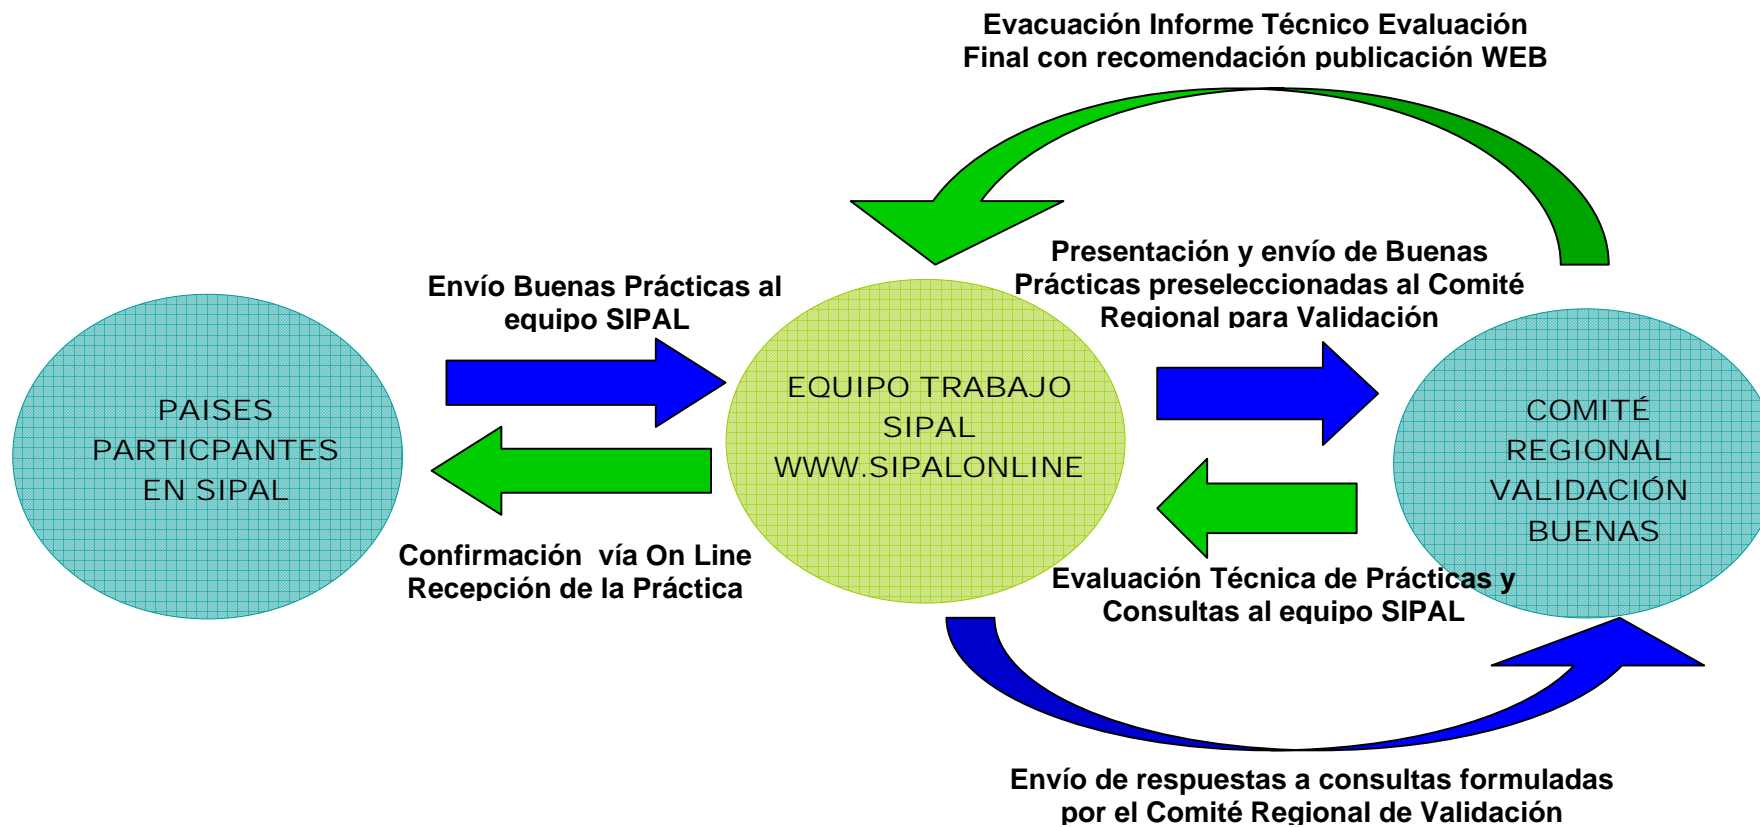 Evacuación Informe Técnico Evaluación
Final con recomendación publicación WEB
Envío Buenas Prácticas al
equipo SIPAL
Presentación y envío de Buenas
Prácticas preseleccionadas al Comité
Regional para Validación
PAISES
PARTICPANTES
EN SIPAL
EQUIPO TRABAJO
SIPAL
WWW.SIPALONLINE
COMITÉ
REGIONAL
VALIDACIÓN
BUENAS
Confirmación  vía On Line
Recepción de la Práctica
Evaluación Técnica de Prácticas y
Consultas al equipo SIPAL
Envío de respuestas a consultas formuladas
por el Comité Regional de Validación